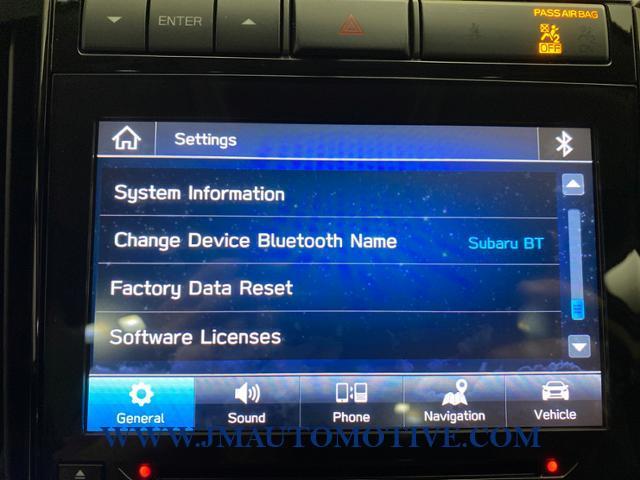 ENTER
PASS AIR BAG
OFF
Settings
System Information
Change Device Bluetooth Name Subaru BT
Factory Data Reset
Software Licenses
General Sound Phone Navigation Vehicle
WWW.JMAUTOMOTIVE.COM